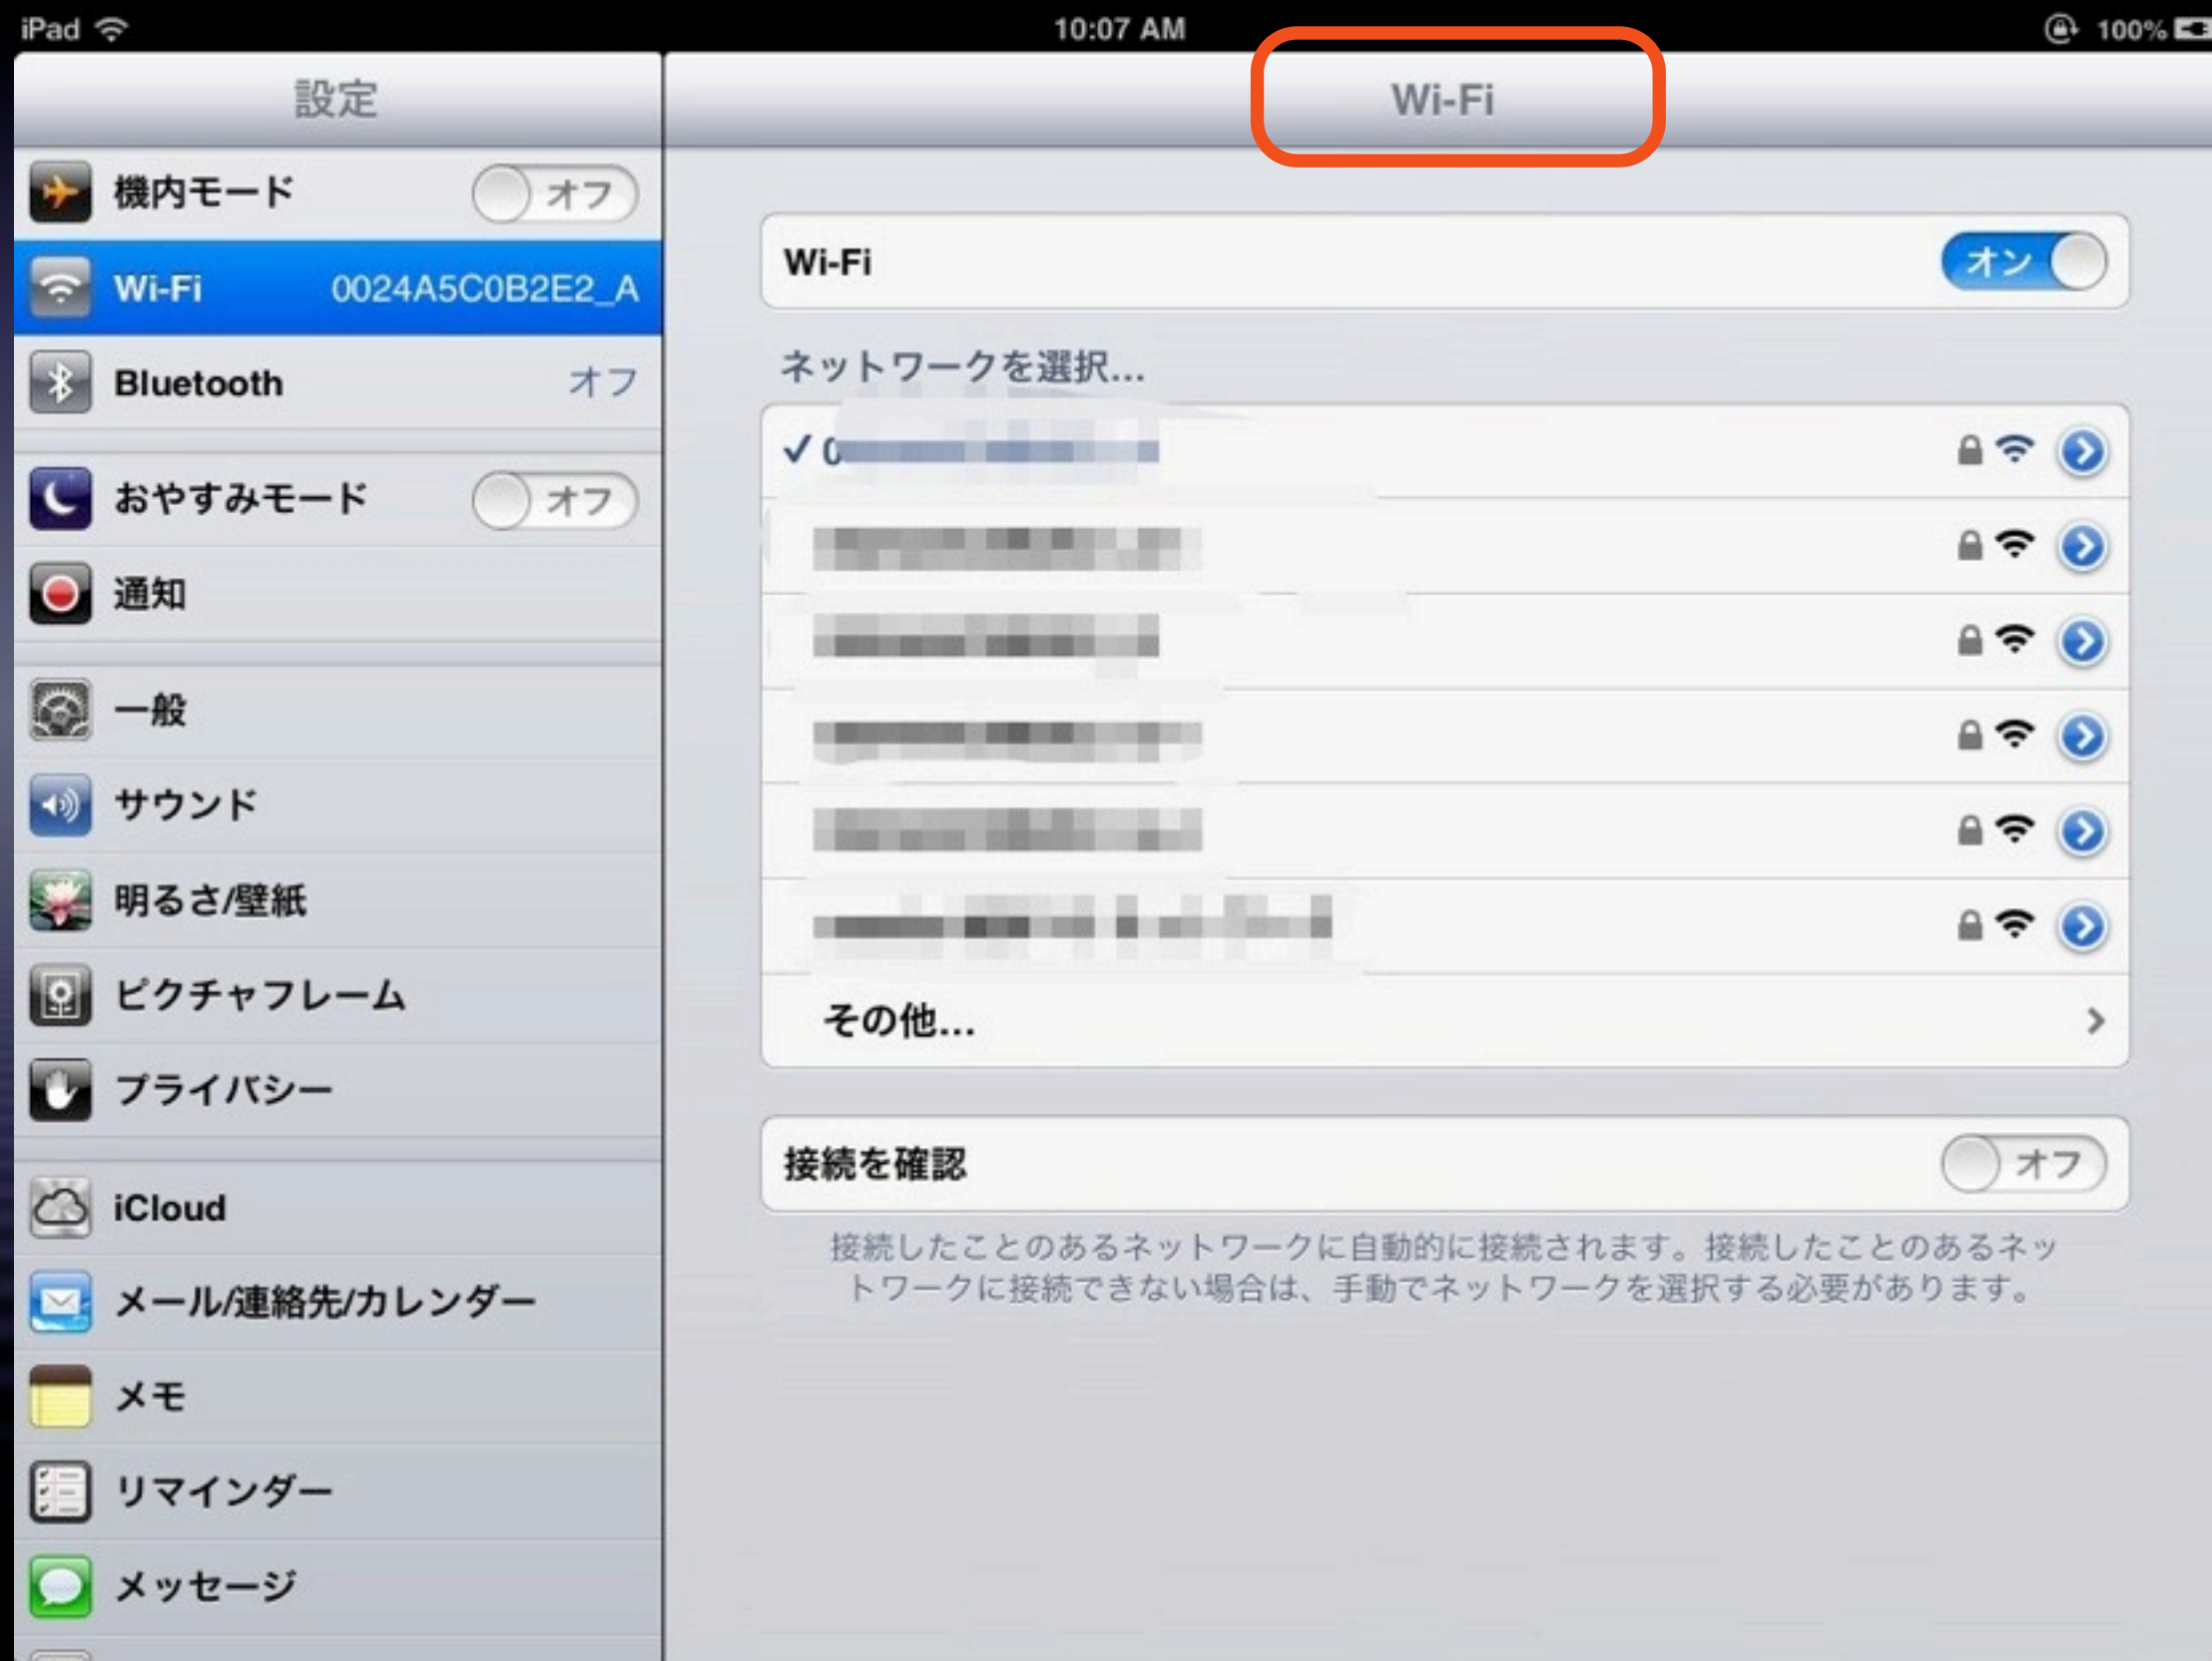 iPad 10:07 AM 100%
設定
機内モード オフ
Wi-Fi 0024A5C0B2E2_A
Bluetooth オフ
おやすみモード オフ
通知
一般
サウンド
明るさ/壁紙
ピクチャフレーム
プライバシー
iCloud
メール/連絡先/カレンダー
メモ
リマインダー
メッセージ
Wi-Fi
Wi-Fi オン
ネットワークを選択...
その他...
接続を確認 オフ
接続したことのあるネットワークに自動的に接続されます。接続したことのあるネッ
トワークに接続できない場合は、手動でネットワークを選択する必要があります。